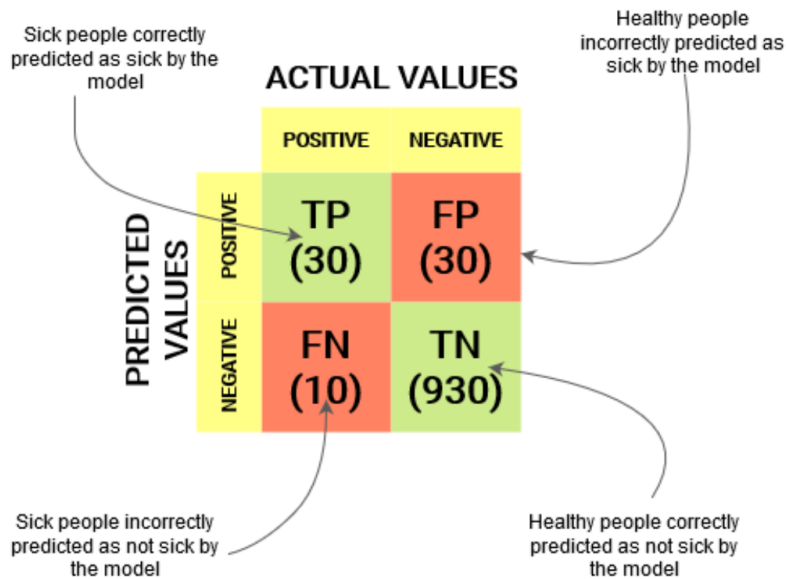 Sick people correctly
predicted as sick by the
model
Healthy people
incorrectly predicted as
sick by the model
ACTUAL VALUES
POSITIVE
NEGATIVE
PREDICTED
VALUES
POSITIVE
TP
(30)
FP
(30)
NEGATIVE
FN
(10)
TN
(930)
Sick people incorrectly
predicted as not sick by
the model
Healthy people correctly
predicted as not sick by
the model